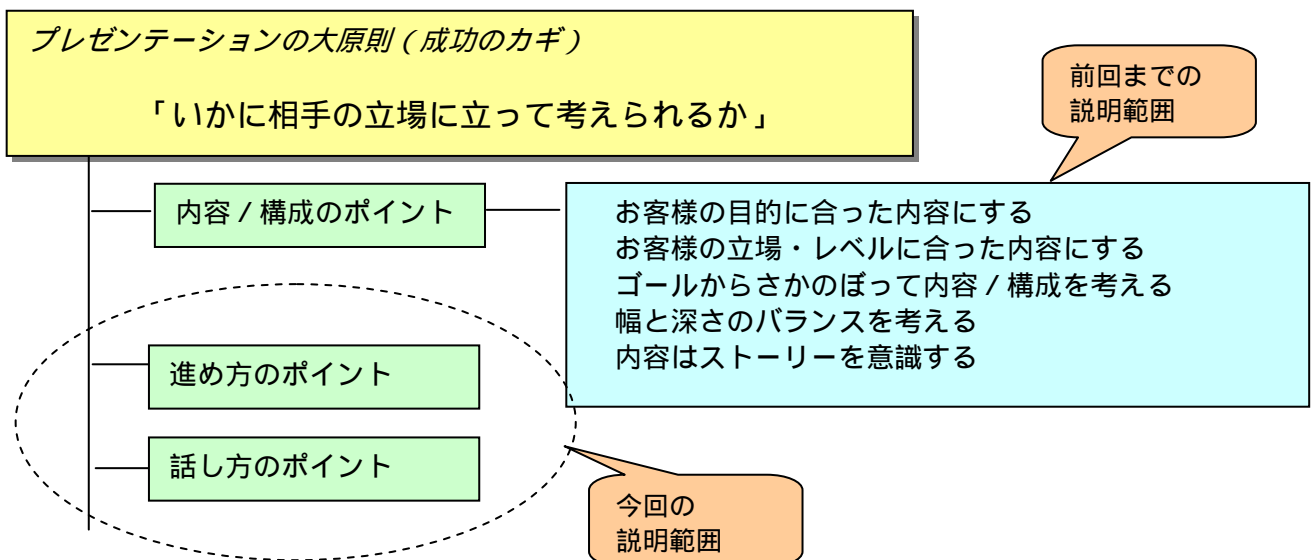 プレゼンテーションの大原則（成功のカギ）
「いかに相手の立場に立って考えられるか」
前回までの
説明範囲
内容／構成のポイント
お客様の目的に合った内容にする
お客様の立場・レベルに合った内容にする
ゴールからさかのぼって内容／構成を考える
幅と深さのバランスを考える
内容はストーリーを意識する
進め方のポイント
話し方のポイント
今回の
説明範囲